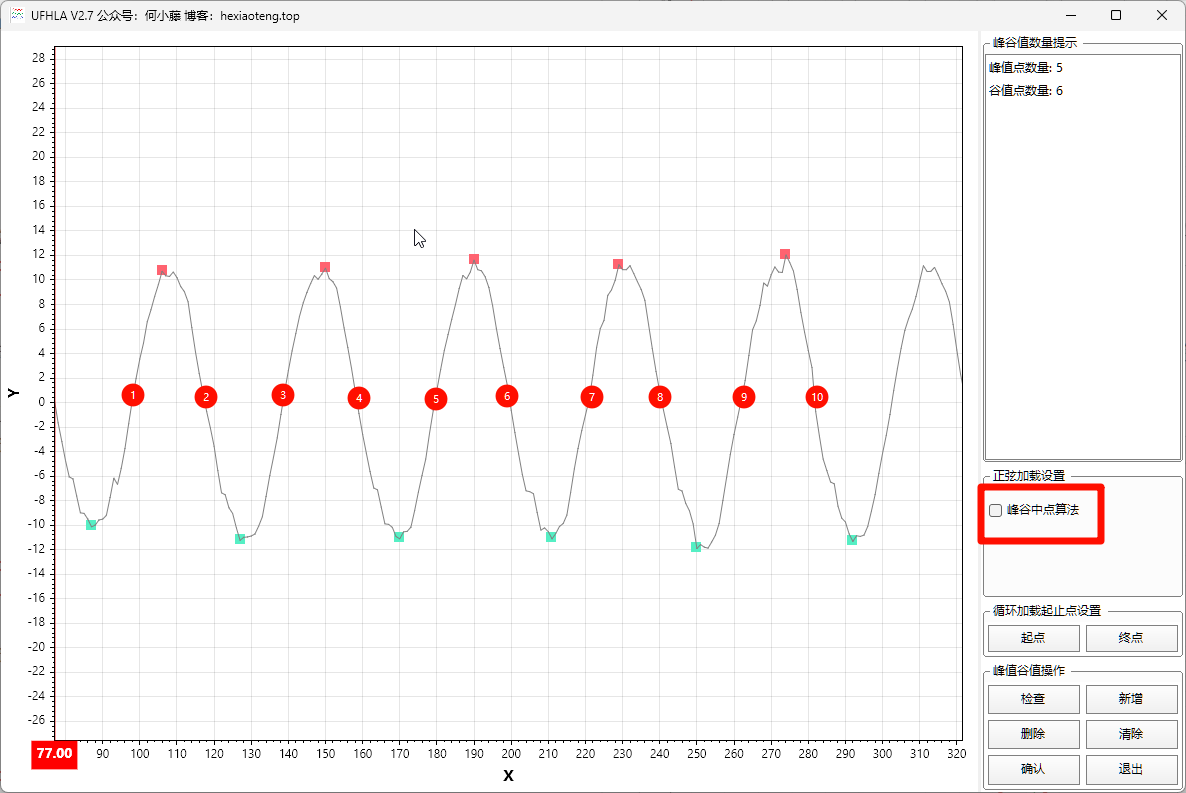 UFHLA V2.7 公众号：何小藤 博客：hexiaoteng.top
28
26
24
22
20
18
16
14
12
10
8
6
4
2
0
-2
-4
-6
-8
-10
-12
-14
-16
-18
-20
-22
-24
-26
Y
1 2 3 4 5 6 7 8 9 10
77.00 90 100 110 120 130 140 150 160 170 180 190 200 210 220 230 240 250 260 270 280 290 300 310 320
X
峰谷值数量提示
峰值点数量: 5
谷值点数量: 6
正弦加载设置
峰谷中点算法
循环加载起止点设置
起点 终点
峰值谷值操作
检查 新增
删除 清除
确认 退出